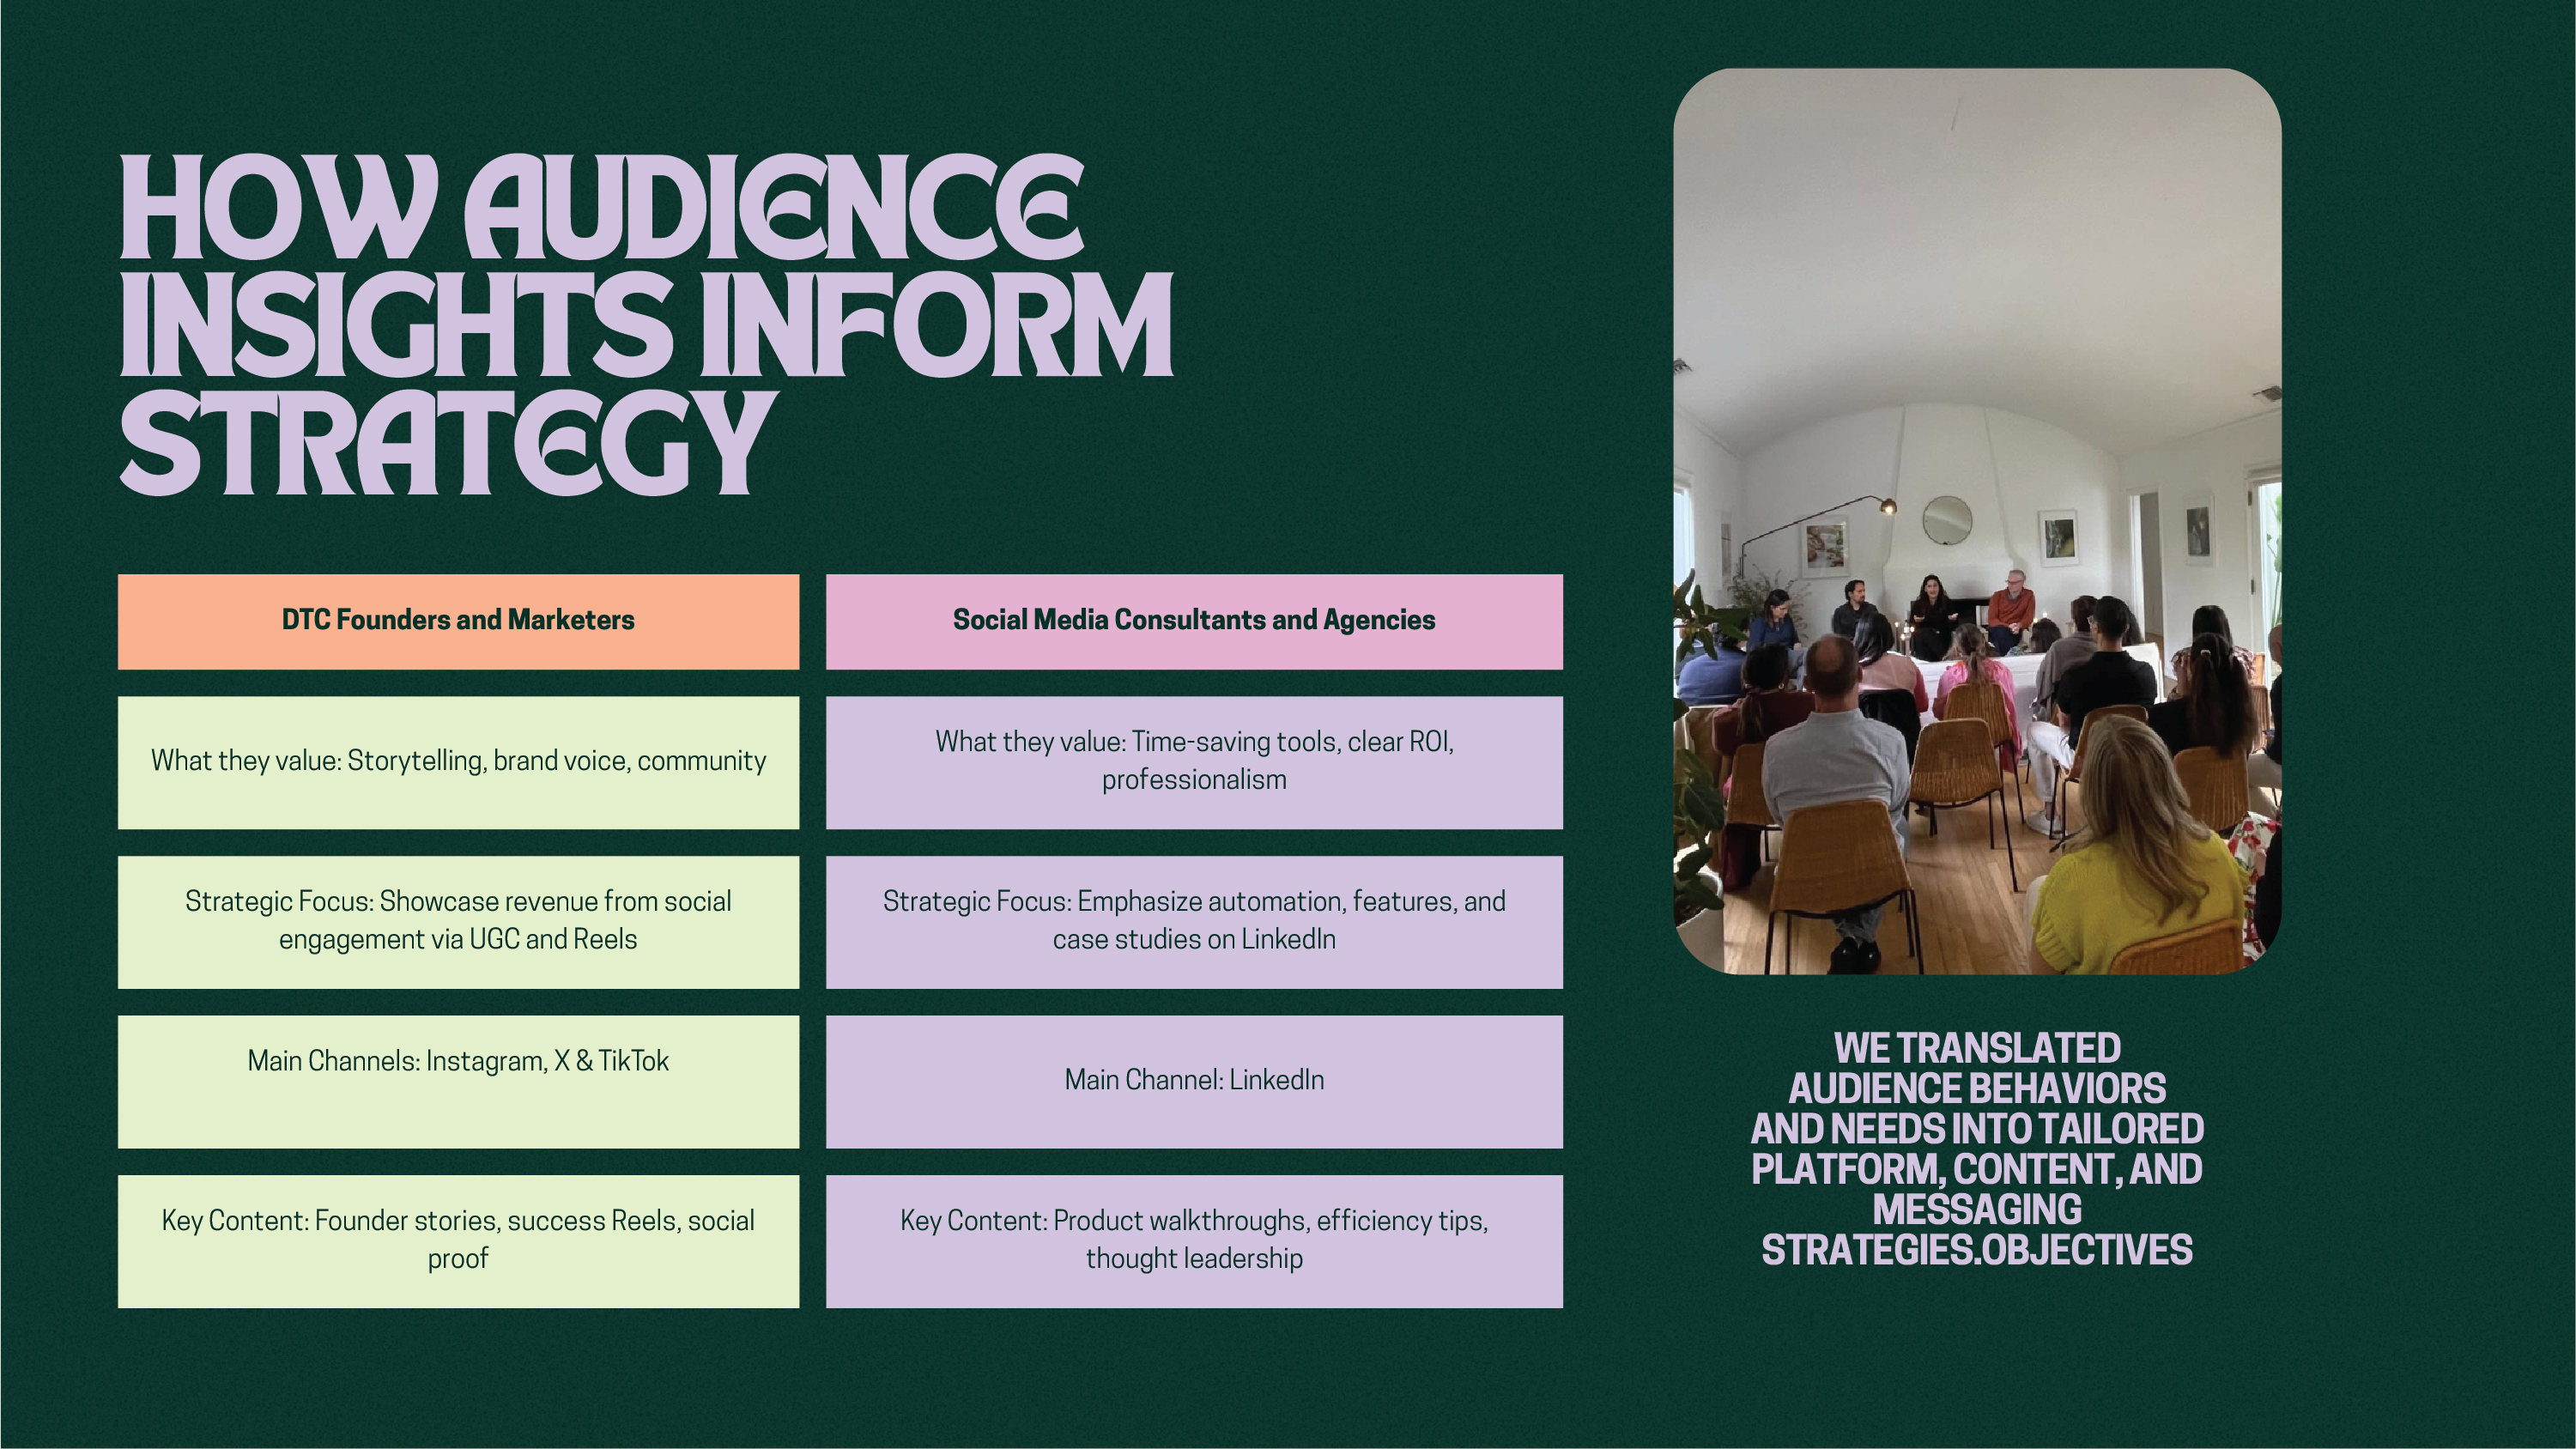 HOW AUDIENCE
INSIGHTS INFORM
STRATEGY
DTC Founders and Marketers
Social Media Consultants and Agencies
What they value: Storytelling, brand voice, community
What they value: Time-saving tools, clear ROI,
professionalism
Strategic Focus: Showcase revenue from social
engagement via UGC and Reels
Strategic Focus: Emphasize automation, features, and
case studies on LinkedIn
Main Channels: Instagram, X & TikTok
Main Channel: LinkedIn
Key Content: Founder stories, success Reels, social
proof
Key Content: Product walkthroughs, efficiency tips,
thought leadership
WE TRANSLATED
AUDIENCE BEHAVIORS
AND NEEDS INTO TAILORED
PLATFORM, CONTENT, AND
MESSAGING
STRATEGIES.OBJECTIVES